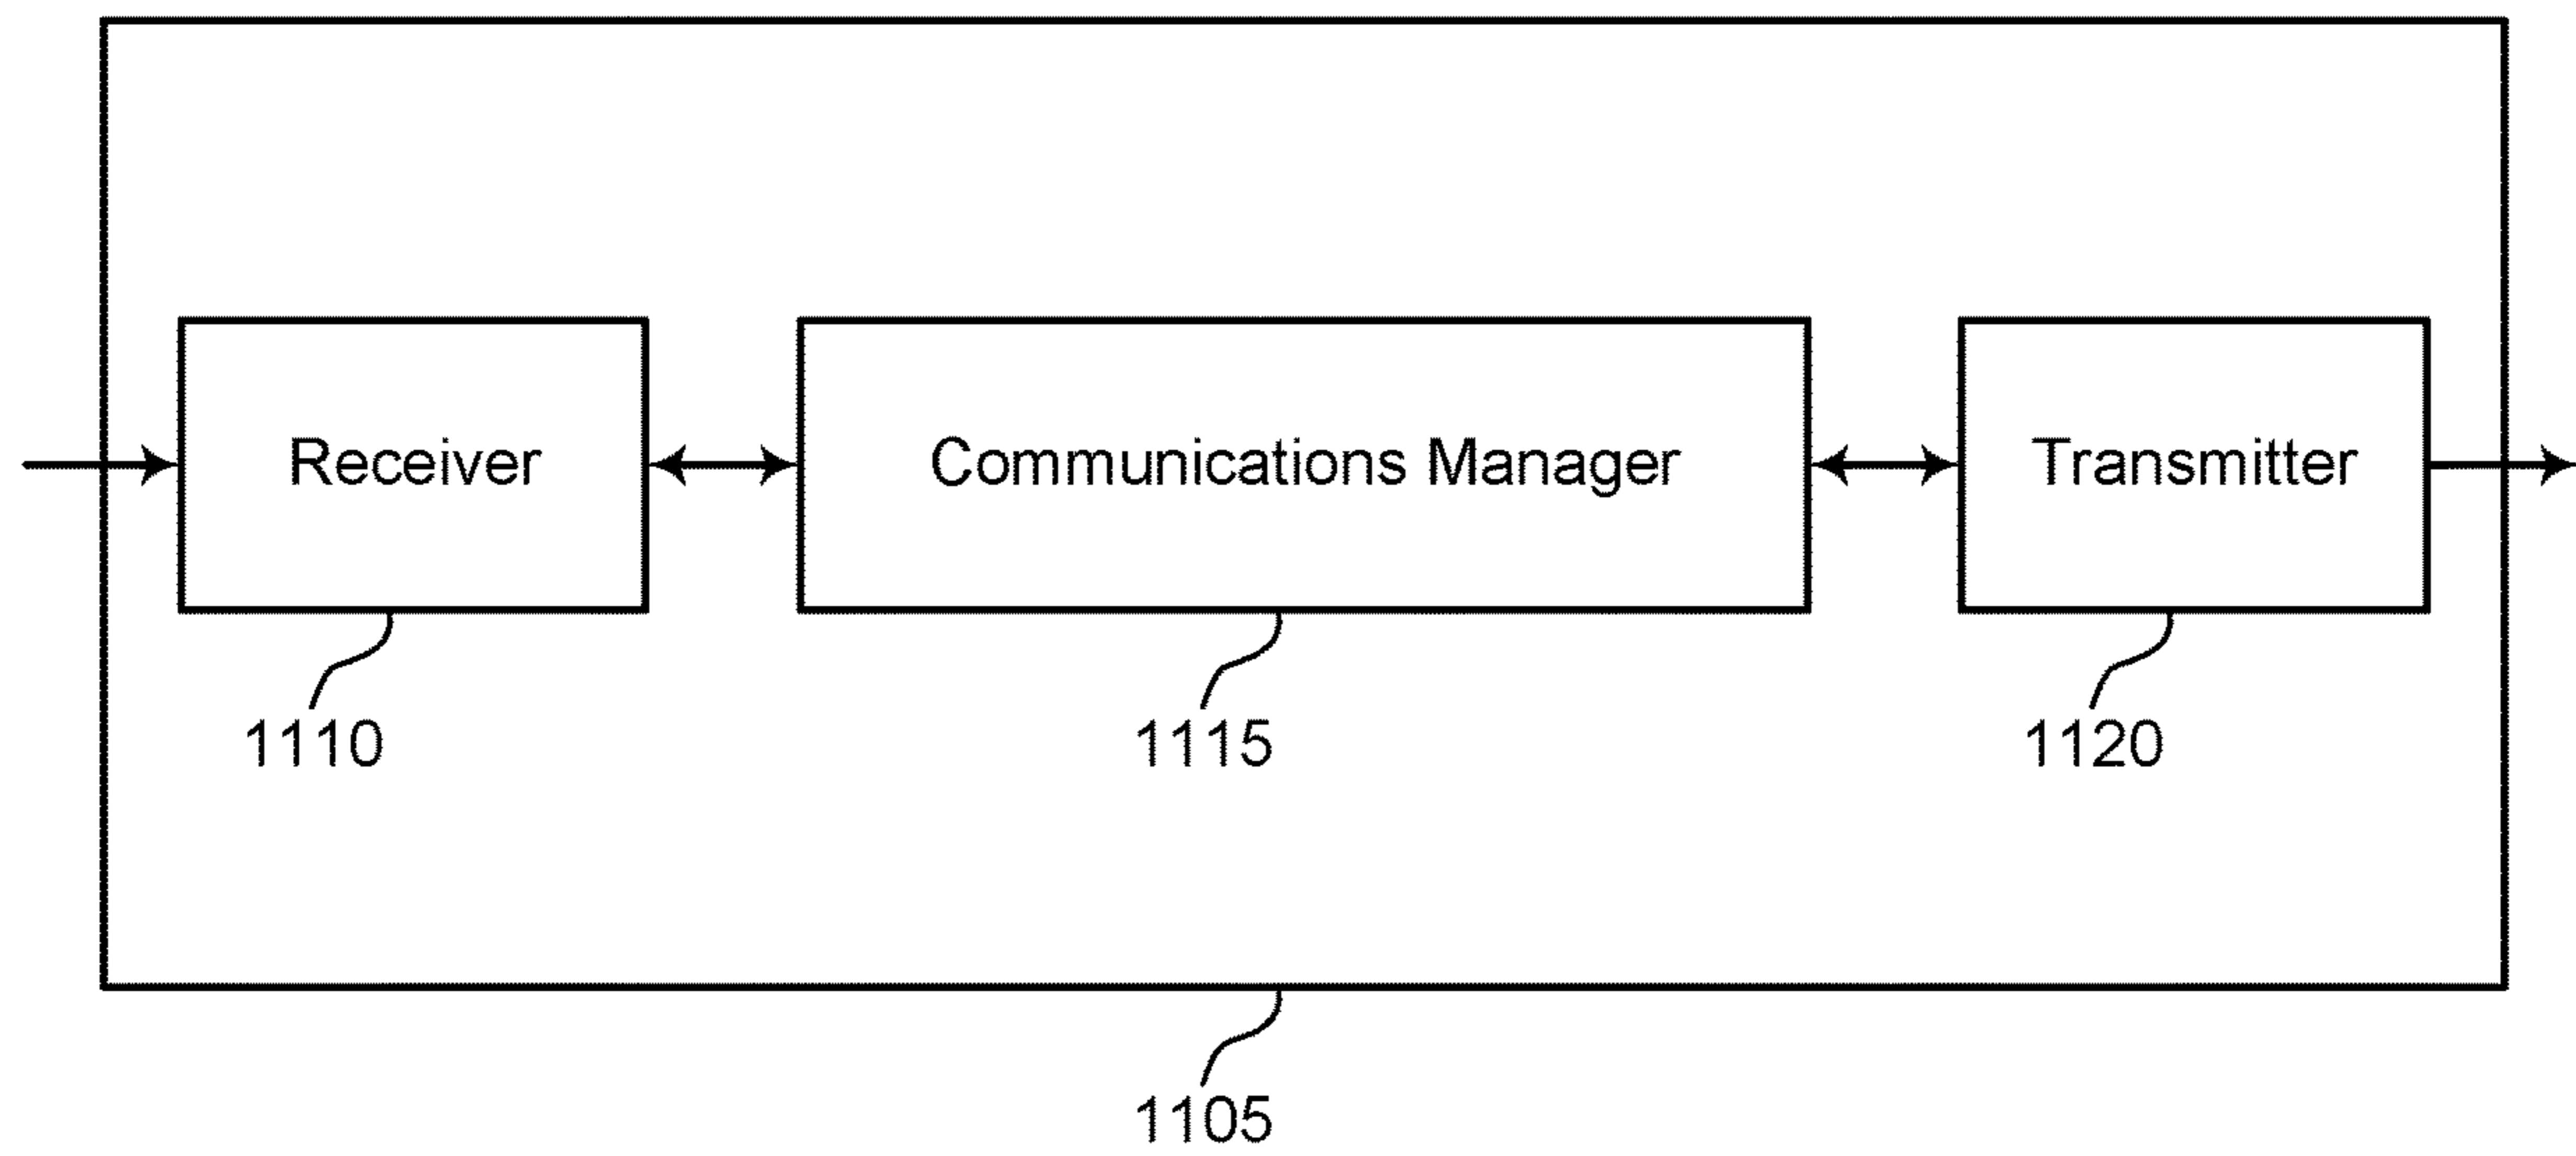 Receiver
Communications Manager
Transmitter
1110
1115
1120
1105